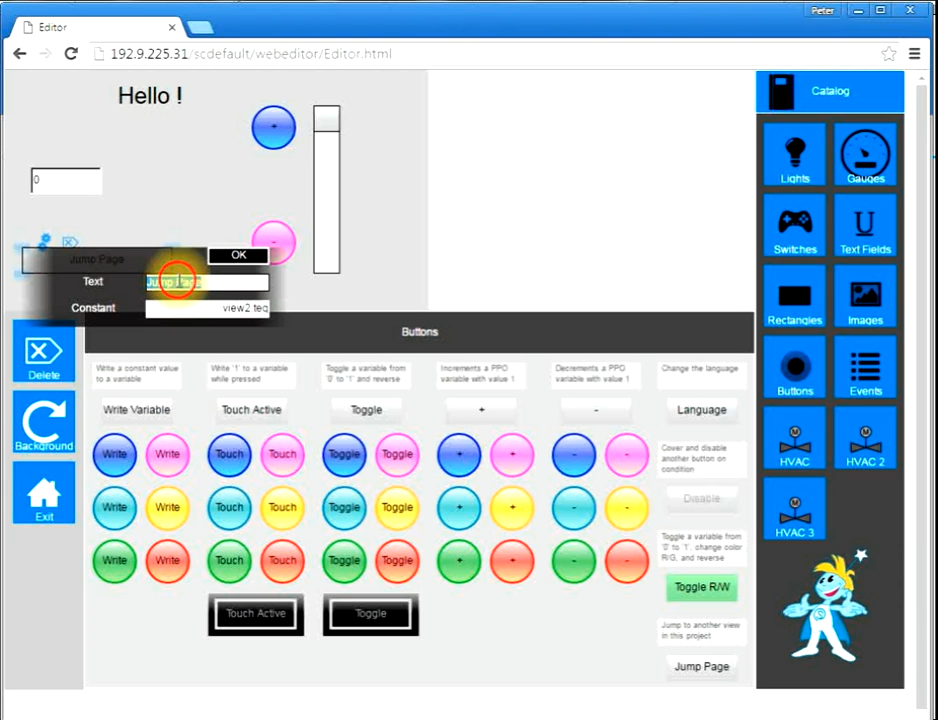 Peter
Editor
192.9.225.31/scdefault/webeditor/Editor.html
Hello !
+
0
-
Jump Page
OK
Text
Jump Page
Constant
view2.teq
Catalog
Lights
Gauges
Switches
Text Fields
Rectangles
Images
Buttons
Events
HVAC
HVAC 2
HVAC 3
Delete
Background
Exit
Buttons
Write a constant value
to a variable
Write '1' to a variable
while pressed
Toggle a variable from
'0' to '1' and reverse
Increments a PPO
variable with value 1
Decrements a PPO
variable with value 1
Change the language
Write Variable
Touch Active
Toggle
+
-
Language
Write Write Touch Touch Toggle Toggle + + - -
Cover and disable
another button on
condition
Write Write Touch Touch Toggle Toggle + + - -
Disable
Toggle a variable from
'0' to '1', change color
R/G, and reverse
Write Write Touch Touch Toggle Toggle + + - -
Toggle R/W
Touch Active
Toggle
Jump to another view
in this project
Jump Page